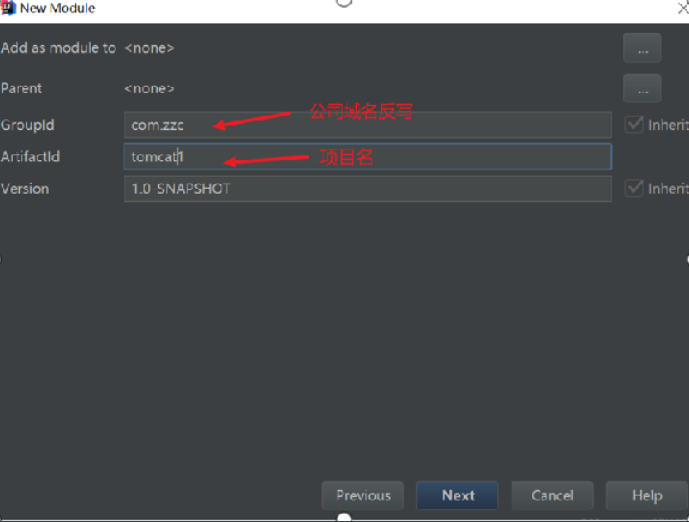 New Module
Add as module to <none>
...
Parent <none>
...
GroupId com.zzc Inherit
公司域名反写
ArtifactId tomcat1
项目名
Version 1.0 SNAPSHOT Inherit
Previous Next Cancel Help